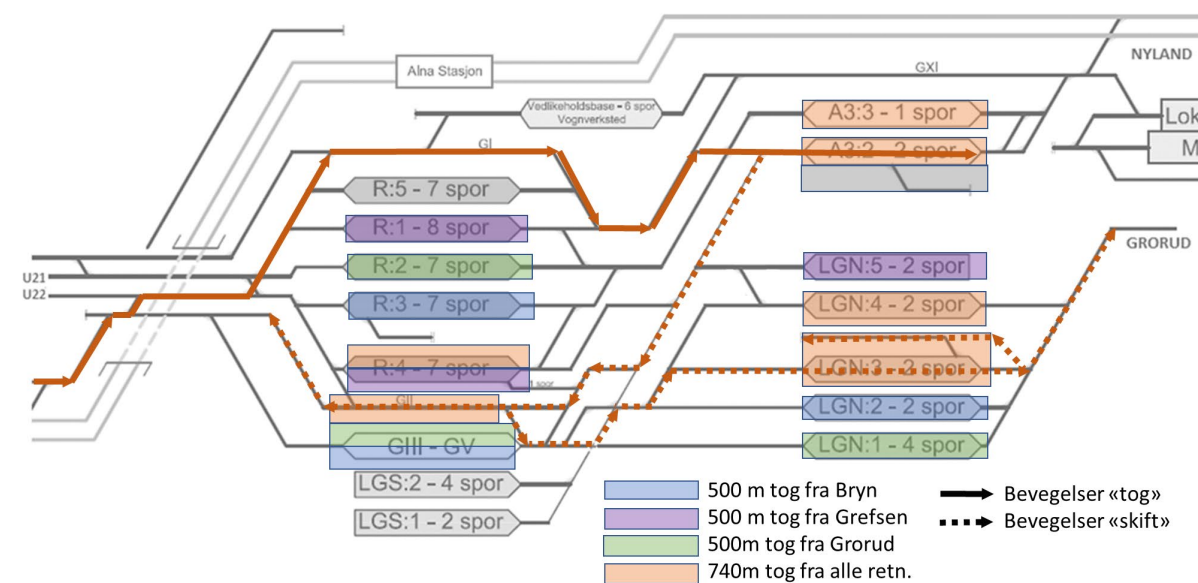 NYLAND
GXI
Alna Stasjon
Vedlikeholdsbase - 6 spor
Vognverksted
A3:3 - 1 spor
Lok
GI
A3:2 - 2 spor
M
R:5 - 7 spor
R:1 - 8 spor
GRORUD
U21
R:2 - 7 spor
LGN:5 - 2 spor
U22
R:3 - 7 spor
LGN:4 - 2 spor
R:4 - 7 spor
1 spor
LGN:3 - 2 spor
GII
LGN:2 - 2 spor
GIII - GV
LGN:1 - 4 spor
LGS:2 - 4 spor
LGS:1 - 2 spor
500 m tog fra Bryn
Bevegelser «tog»
500 m tog fra Grefsen
Bevegelser «skift»
500m tog fra Grorud
740m tog fra alle retn.